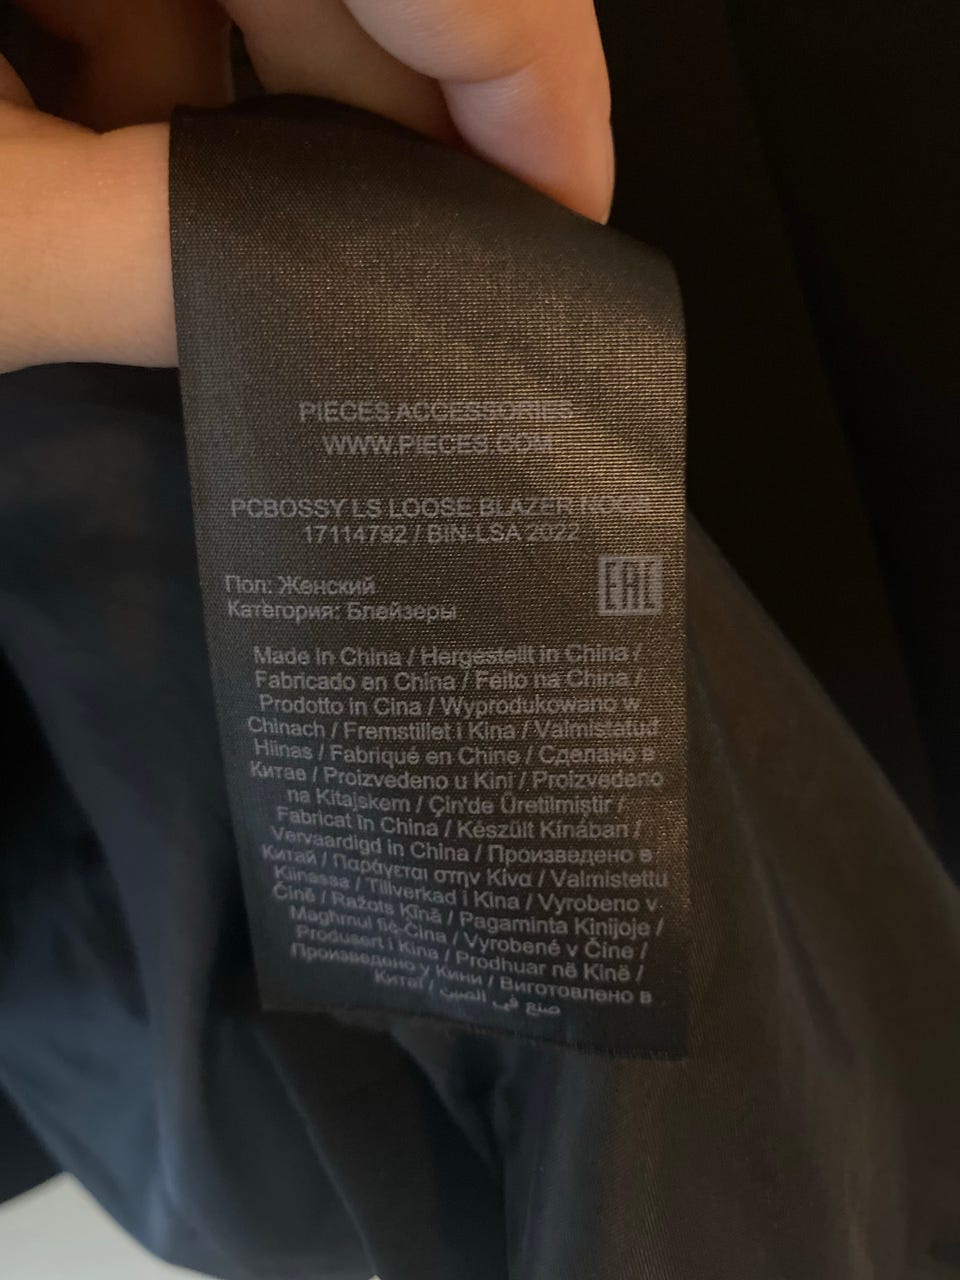 PIECES ACCESSORIES
WWW.PIECES.COM
PCBOSSY LS LOOSE BLAZER NOOS
17114792 / BIN-LSA 2022
Пол: Женский
Категория: Блейзеры
EAC
Made in China / Hergestellt in China /
Fabricado en China / Feito na China /
Prodotto in Cina / Wyprodukowano w
Chinach / Fremstillet i Kina / Valmistatud
Hiinas / Fabriqué en Chine / Сделано в
Китае / Proizvedeno u Kini / Proizvedeno
na Kitajskem / Çin'de Üretilmiştir /
Fabricat în China / Készült Kínában /
Vervaardigd in China / Произведено в
Китай / Παράγεται στην Κίνα / Valmistettu
Kiinassa / Tillverkad i Kina / Vyrobeno v
Číně / Ražots Ķīnā / Pagaminta Kinijoje /
Maghrnul fic-Cina / Vyrobené v Číne /
Produsert i Kina / Prodhuar në Kinë /
Произведено у Кини / Виготовлено в
Китаї / صنع في الصين